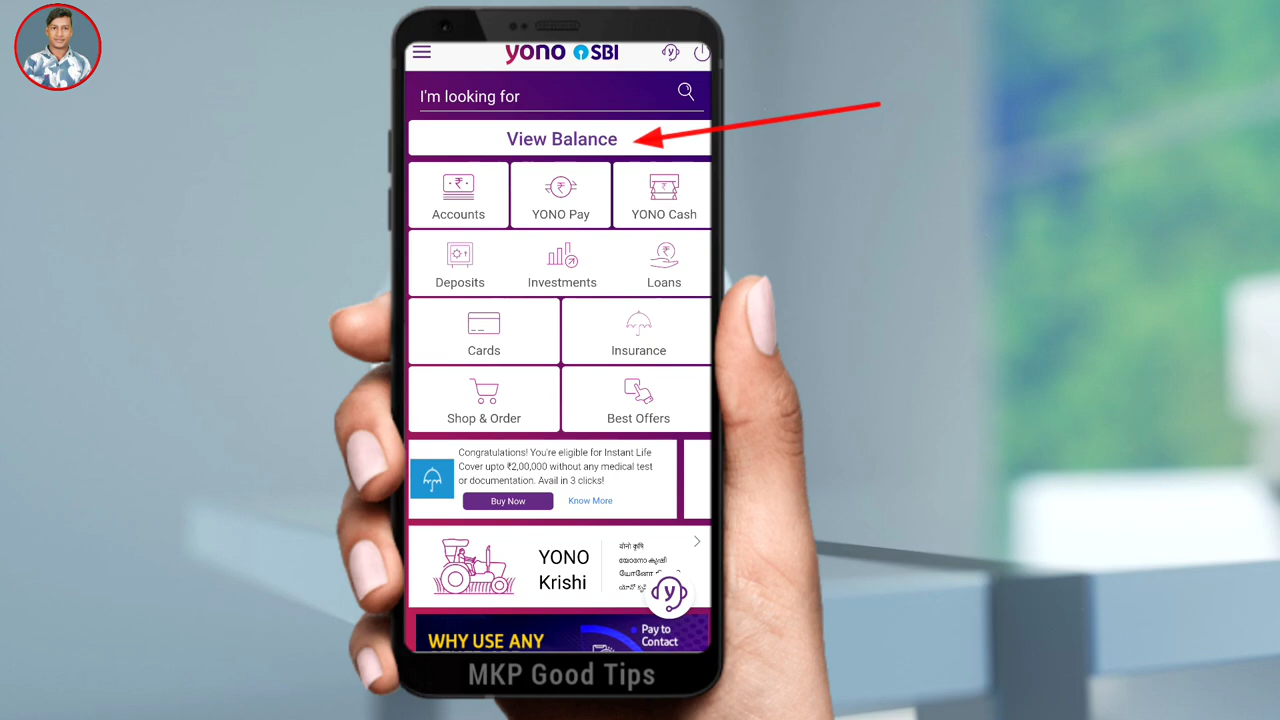 yono SBI
I'm looking for
View Balance
Accounts
YONO Pay
YONO Cash
Deposits
Investments
Loans
Cards
Insurance
Shop & Order
Best Offers
Congratulations! You're eligible for Instant Life
Cover upto ₹2,00,000 without any medical test
or documentation. Avail in 3 clicks!
Buy Now
Know More
YONO
Krishi
योनो कृषि
യോനോ കൃഷി
WHY USE ANY
Pay to
Contact
MKP Good Tips